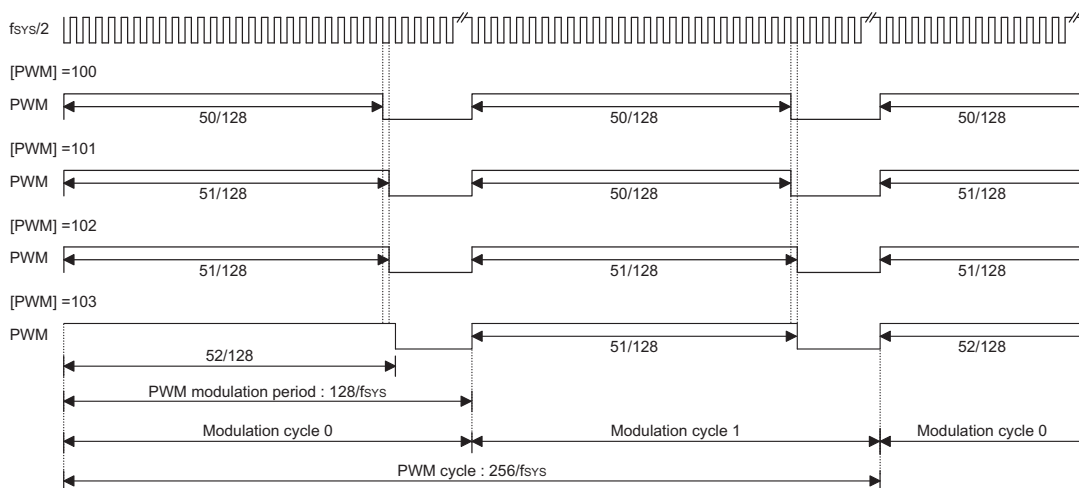 fSYS/2
[PWM] =100
PWM
50/128 50/128 50/128
[PWM] =101
PWM
51/128 50/128 51/128
[PWM] =102
PWM
51/128 51/128 51/128
[PWM] =103
PWM
52/128 51/128 52/128
PWM modulation period : 128/fSYS
Modulation cycle 0 Modulation cycle 1 Modulation cycle 0
PWM cycle : 256/fSYS